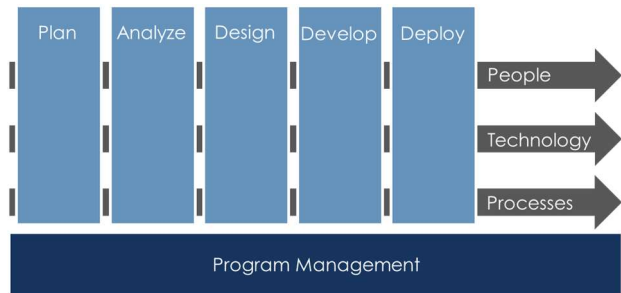 Plan
Analyze
Design
Develop
Deploy
People
Technology
Processes
Program Management